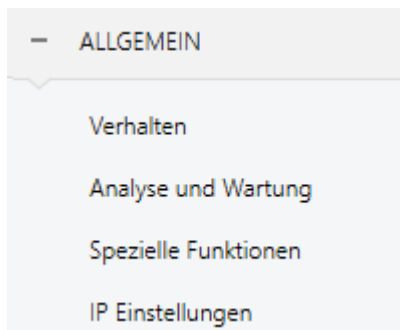 ALLGEMEIN
Verhalten
Analyse und Wartung
Spezielle Funktionen
IP Einstellungen